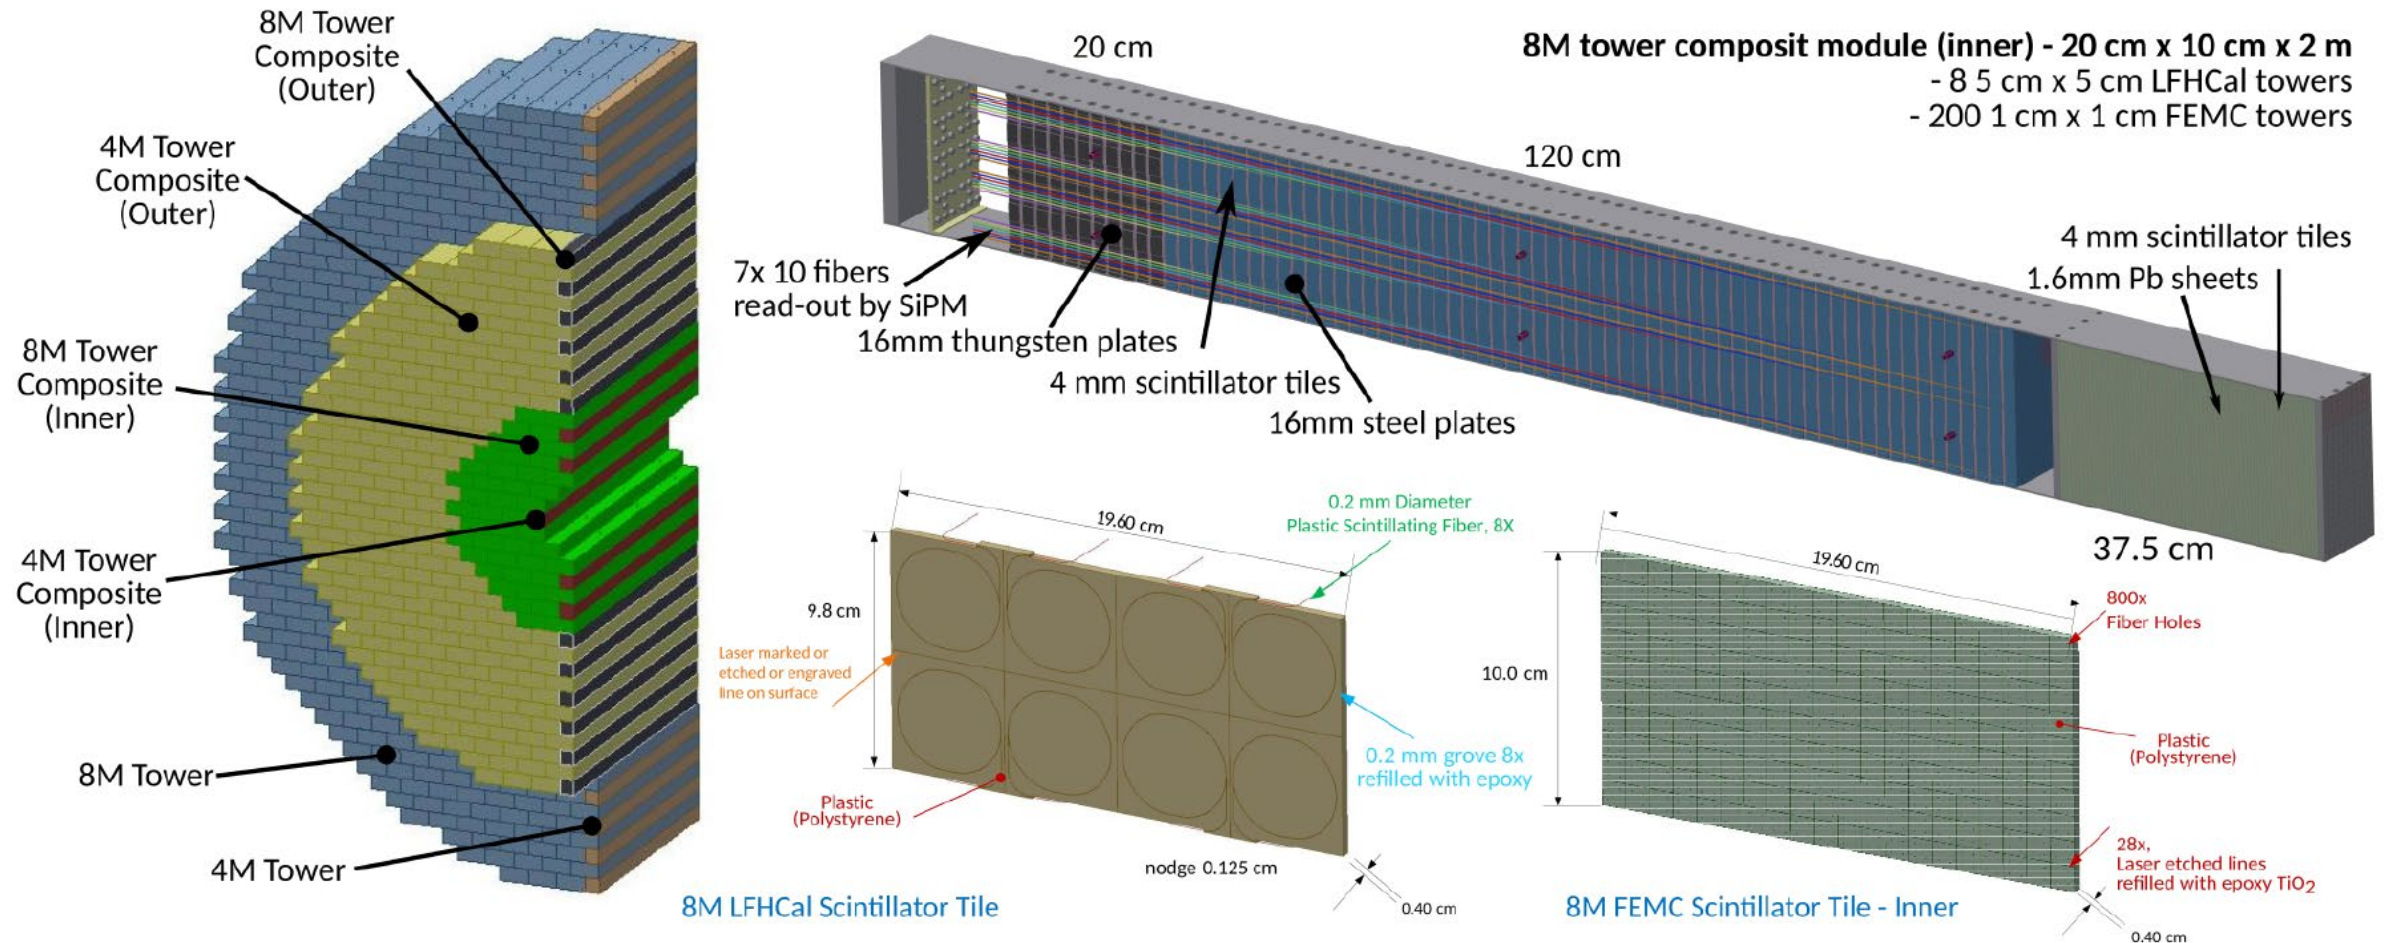 8M Tower
Composite
(Outer)
4M Tower
Composite
(Outer)
8M Tower
Composite
(Inner)
4M Tower
Composite
(Inner)
8M Tower
4M Tower
8M tower composit module (inner) - 20 cm x 10 cm x 2 m
- 8 5 cm x 5 cm LFHCal towers
- 200 1 cm x 1 cm FEMC towers
20 cm
120 cm
7x 10 fibers
read-out by SiPM
16mm thungsten plates
4 mm scintillator tiles
16mm steel plates
4 mm scintillator tiles
1.6mm Pb sheets
37.5 cm
19.60 cm
0.2 mm Diameter
Plastic Scintillating Fiber, 8X
9.8 cm
Laser marked or
etched or engraved
line on surface
Plastic
(Polystyrene)
0.2 mm grove 8x
refilled with epoxy
nodge 0.125 cm
0.40 cm
8M LFHCal Scintillator Tile
19.60 cm
800x
Fiber Holes
10.0 cm
Plastic
(Polystyrene)
28x,
Laser etched lines
refilled with epoxy TiO2
0.40 cm
8M FEMC Scintillator Tile - Inner